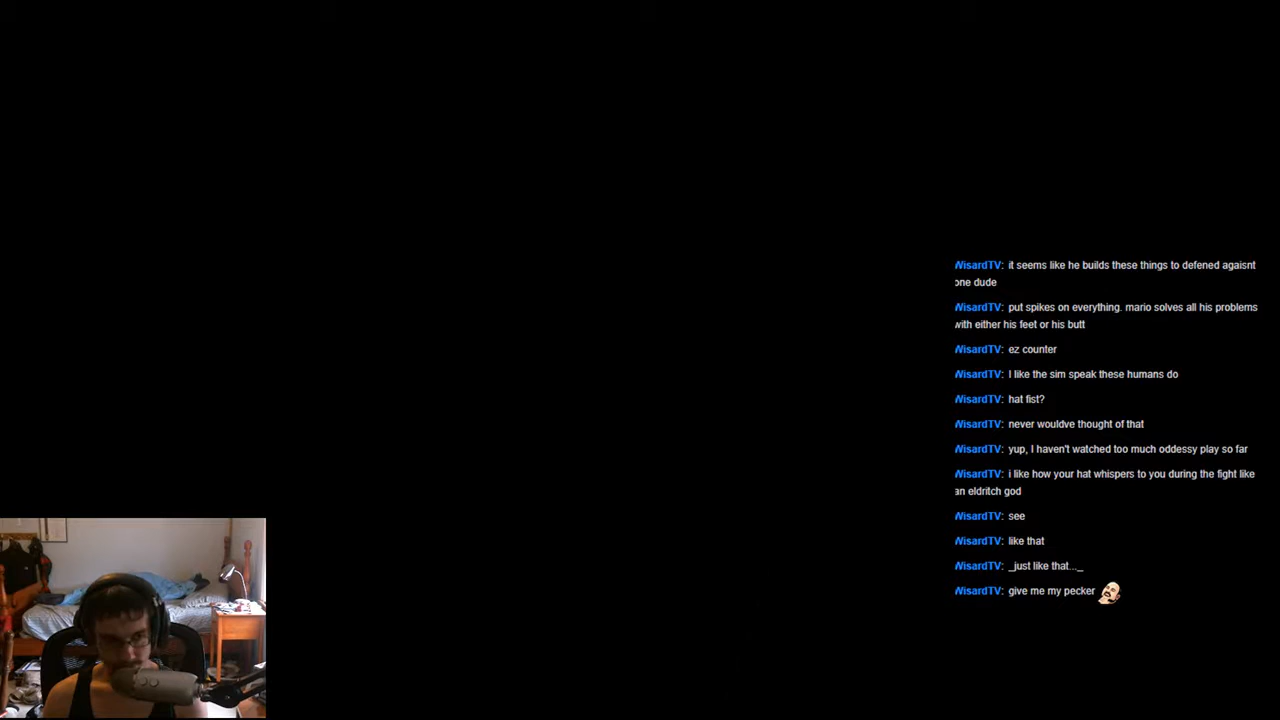 WisardTV: it seems like he builds these things to defened agaisnt
one dude
WisardTV: put spikes on everything. mario solves all his problems
with either his feet or his butt
WisardTV: ez counter
WisardTV: I like the sim speak these humans do
WisardTV: hat fist?
WisardTV: never wouldve thought of that
WisardTV: yup, I haven't watched too much oddessy play so far
WisardTV: i like how your hat whispers to you during the fight like
an eldritch god
WisardTV: see
WisardTV: like that
WisardTV: _just like that..._
WisardTV: give me my pecker